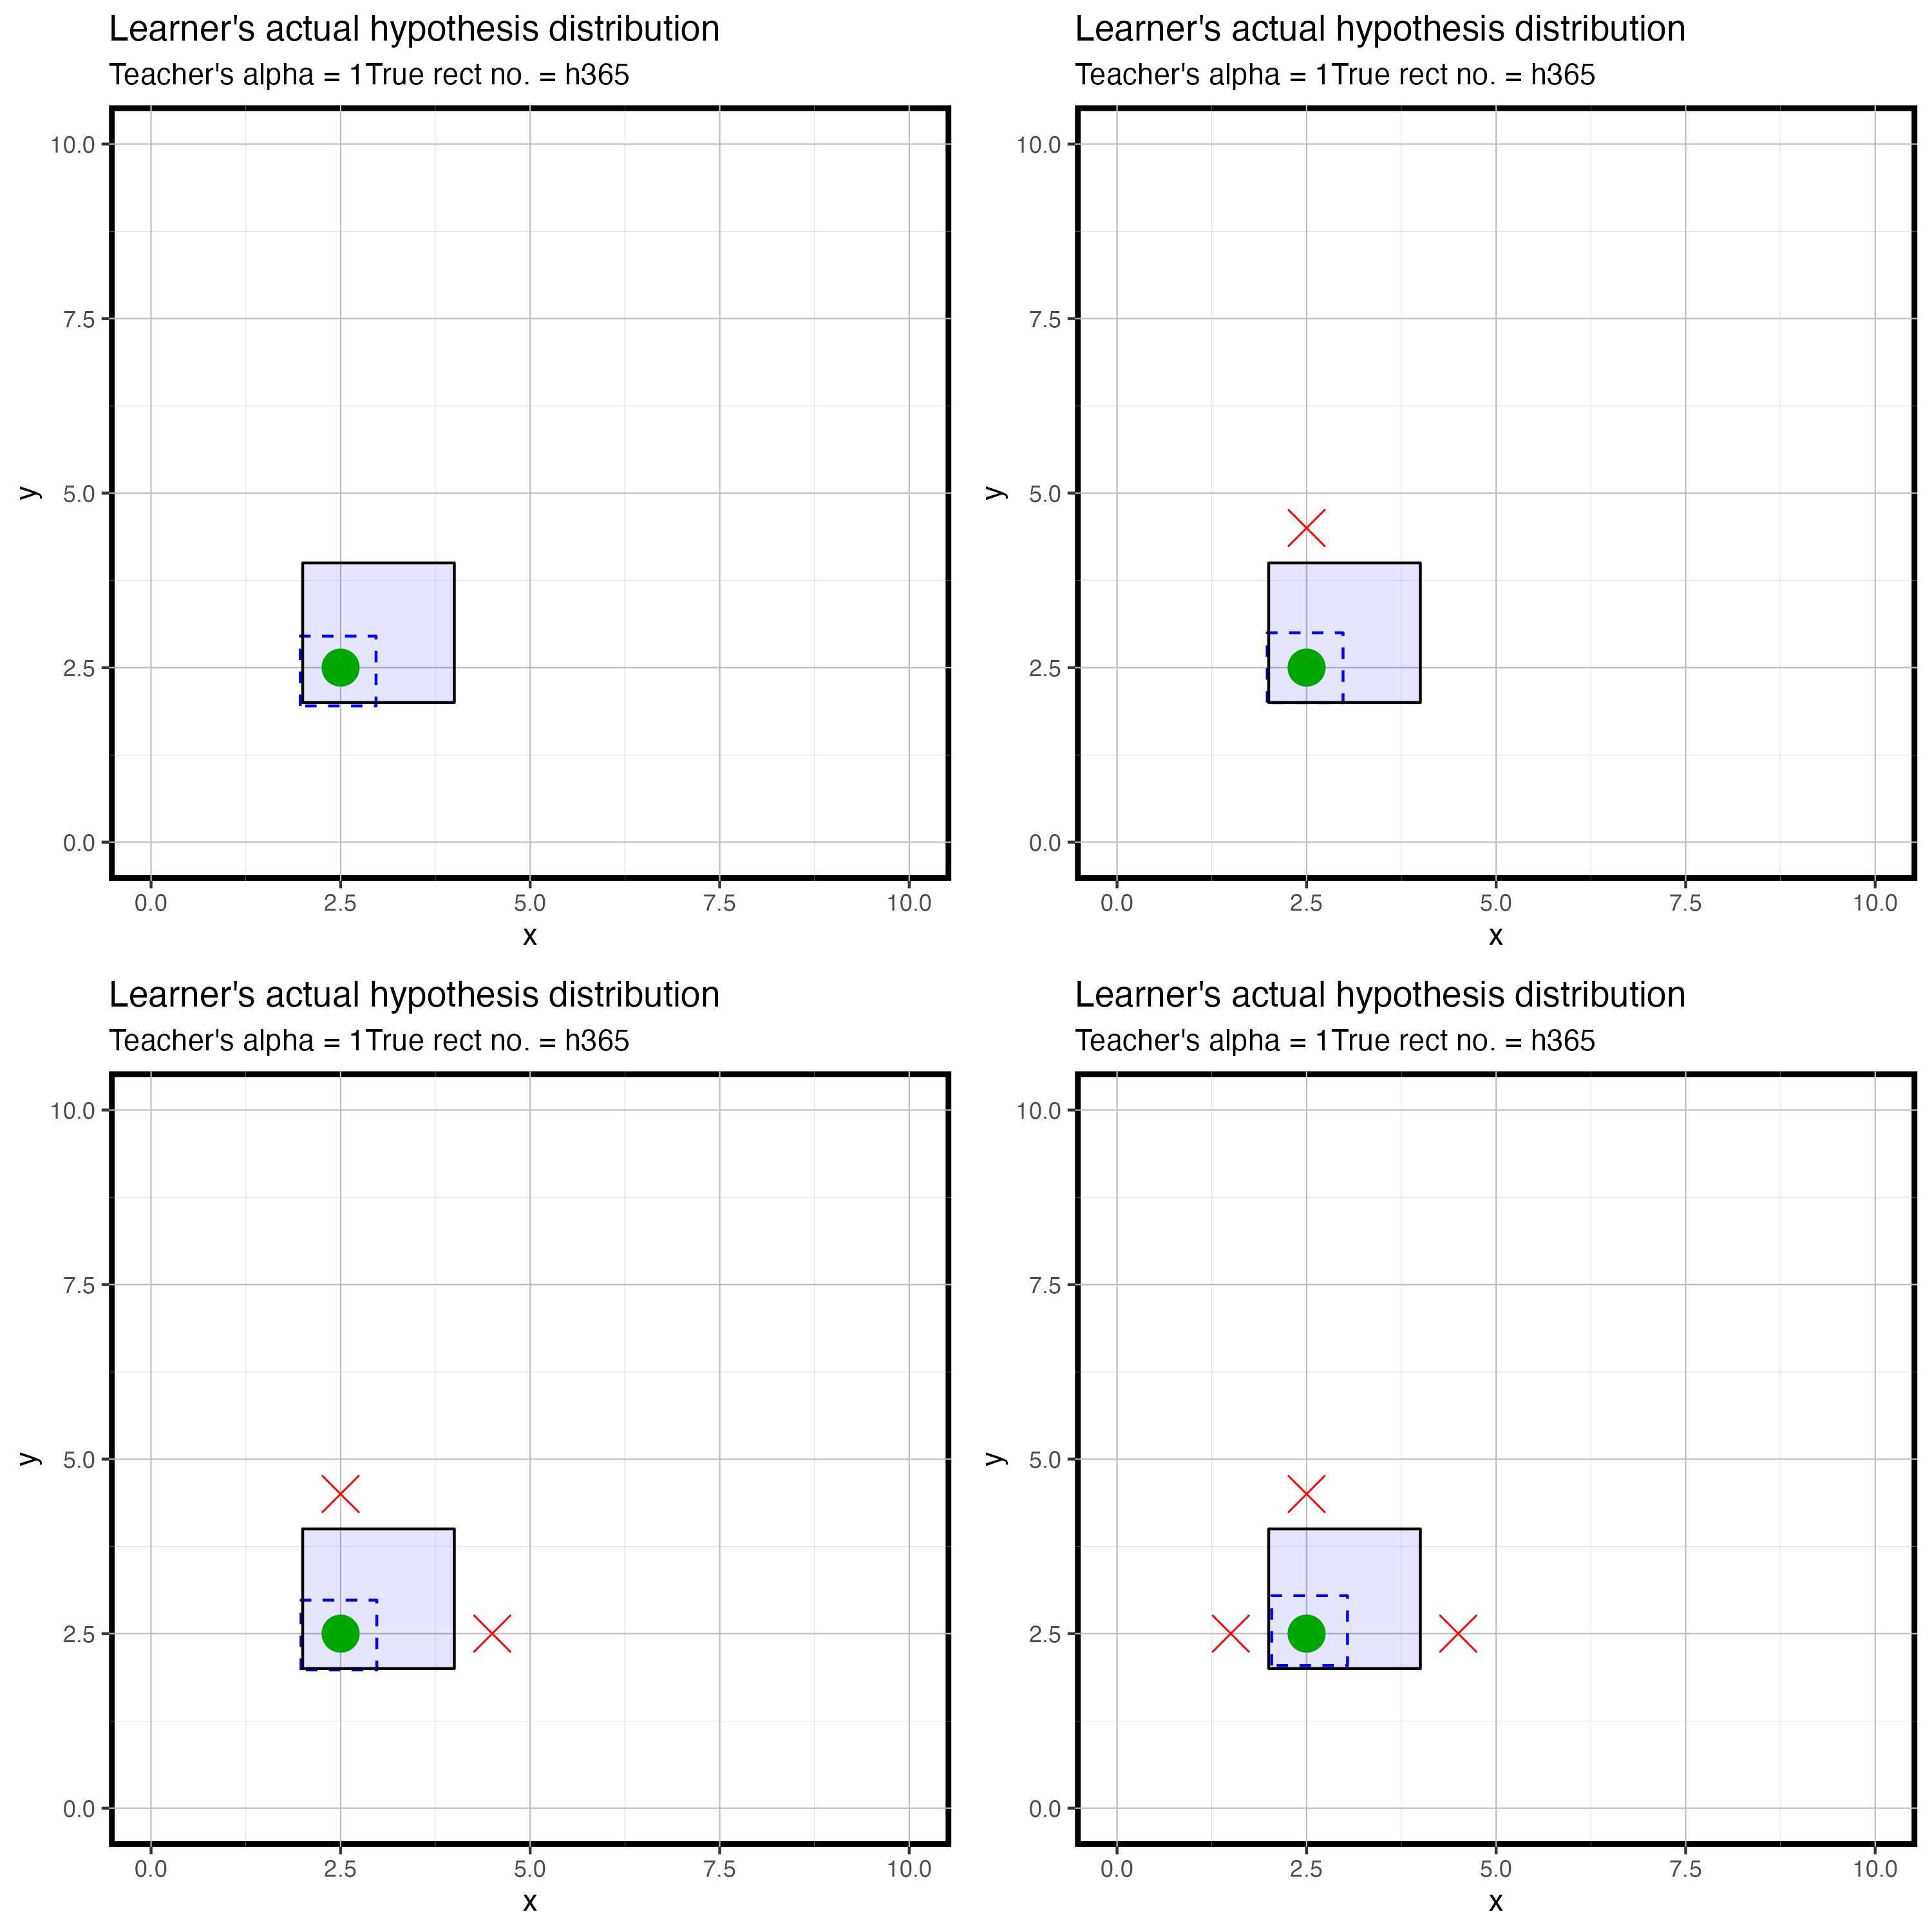 Learner's actual hypothesis distribution
Teacher's alpha = 1True rect no. = h365
10.0
7.5
5.0
2.5
0.0
y
0.0 2.5 5.0 7.5 10.0
x
Learner's actual hypothesis distribution
Teacher's alpha = 1True rect no. = h365
10.0
7.5
5.0
2.5
0.0
y
0.0 2.5 5.0 7.5 10.0
x
Learner's actual hypothesis distribution
Teacher's alpha = 1True rect no. = h365
10.0
7.5
5.0
2.5
0.0
y
0.0 2.5 5.0 7.5 10.0
x
Learner's actual hypothesis distribution
Teacher's alpha = 1True rect no. = h365
10.0
7.5
5.0
2.5
0.0
y
0.0 2.5 5.0 7.5 10.0
x